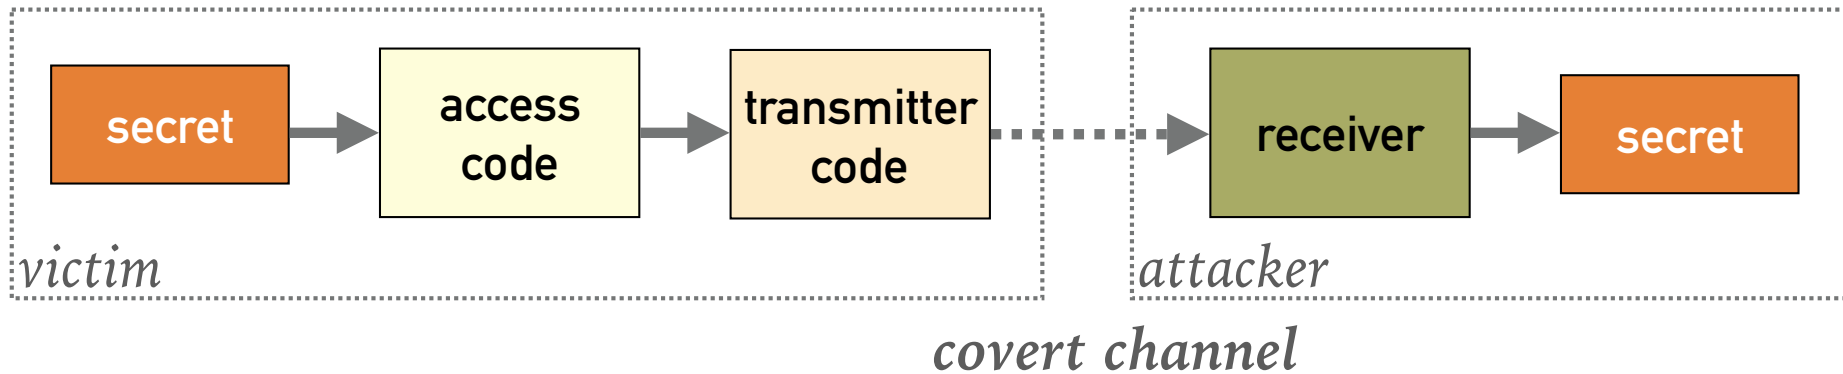 secret
access
code
transmitter
code
receiver
secret
victim
attacker
covert channel